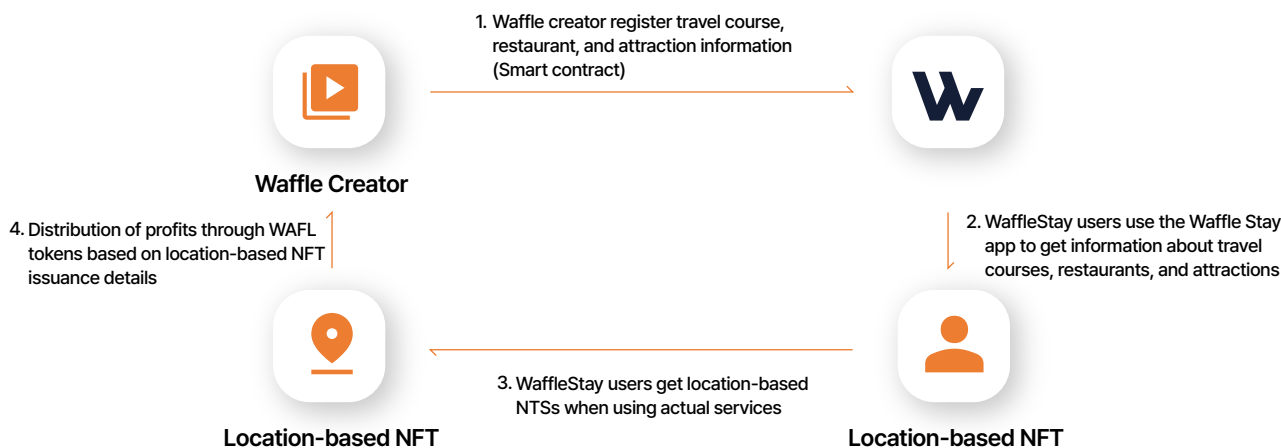 1. Waffle creator register travel course,
restaurant, and attraction information
(Smart contract)
W
Waffle Creator
4. Distribution of profits through WAFL
tokens based on location-based NFT
issuance details
2. WaffleStay users use the Waffle Stay
app to get information about travel
courses, restaurants, and attractions
3. WaffleStay users get location-based
NTSs when using actual services
Location-based NFT
Location-based NFT